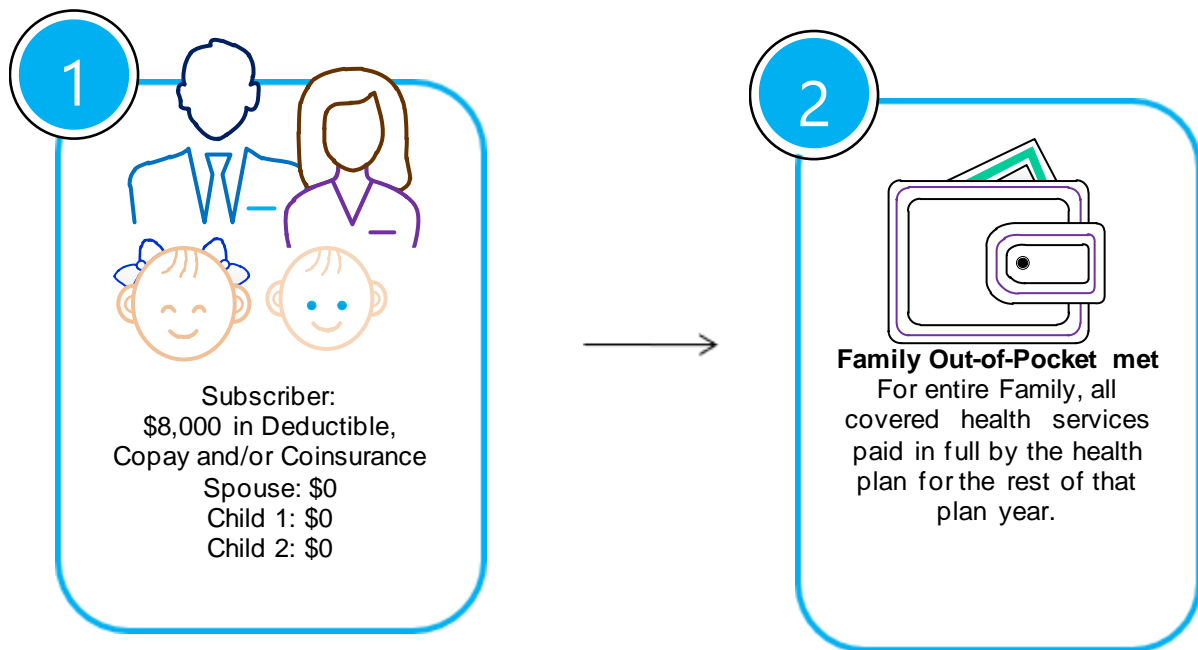 1
Subscriber:
$8,000 in Deductible,
Copay and/or Coinsurance
Spouse: $0
Child 1: $0
Child 2: $0
2
Family Out-of-Pocket met
For entire Family, all
covered health services
paid in full by the health
plan for the rest of that
plan year.